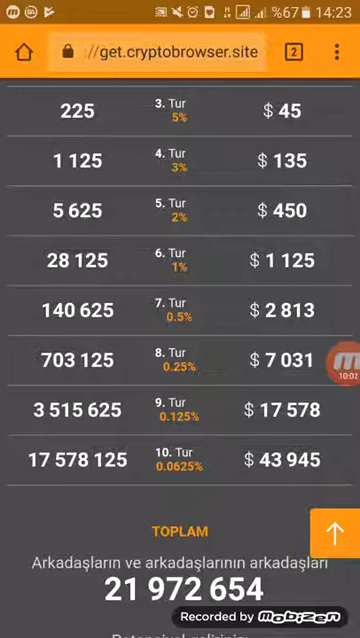 %67 14:23
//get.cryptobrowser.site 2
225 3. Tur 5% $ 45
1 125 4. Tur 3% $ 135
5 625 5. Tur 2% $ 450
28 125 6. Tur 1% $ 1 125
140 625 7. Tur 0.5% $ 2 813
703 125 8. Tur 0.25% $ 7 031
10:02
3 515 625 9. Tur 0.125% $ 17 578
17 578 125 10. Tur 0.0625% $ 43 945
TOPLAM
Arkadaşların ve arkadaşlarının arkadaşları
21 972 654
Recorded by mobizen